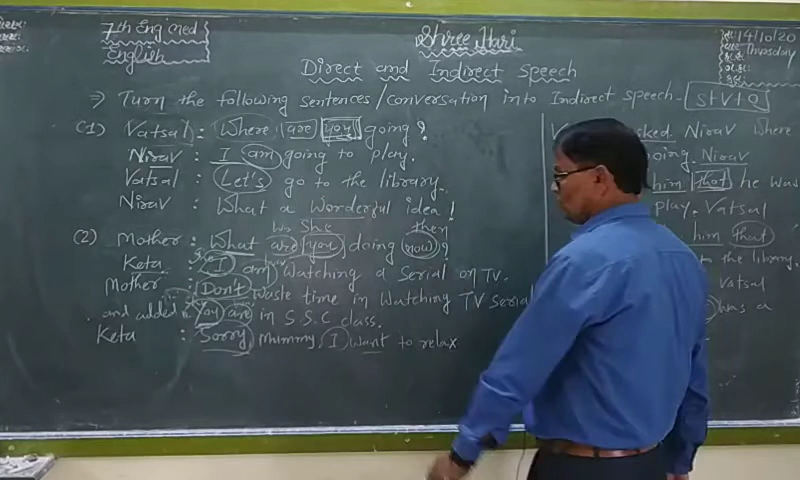 7th Eng med
English
Shree Hari
14/10/20
Thursday
Direct and Indirect speech
⇒ Turn the following sentences/conversation into Indirect speech. S+V+O
(1) Vatsal : Where are you going?
Nirav : I am going to play.
Vatsal : Let's go to the library.
Nirav : What a Wonderful idea!
She then
(2) Mother : What are you doing now?
Keta : I am Watching a Serial on TV.
Mother : Don't waste time in Watching TV Serial
and added You are in S.S.C class.
Keta : Sorry Mummy, I want to relax
asked Nirav Where
going. Nirav
him that he was
play. Vatsal
him that
the library.
Vatsal
was a